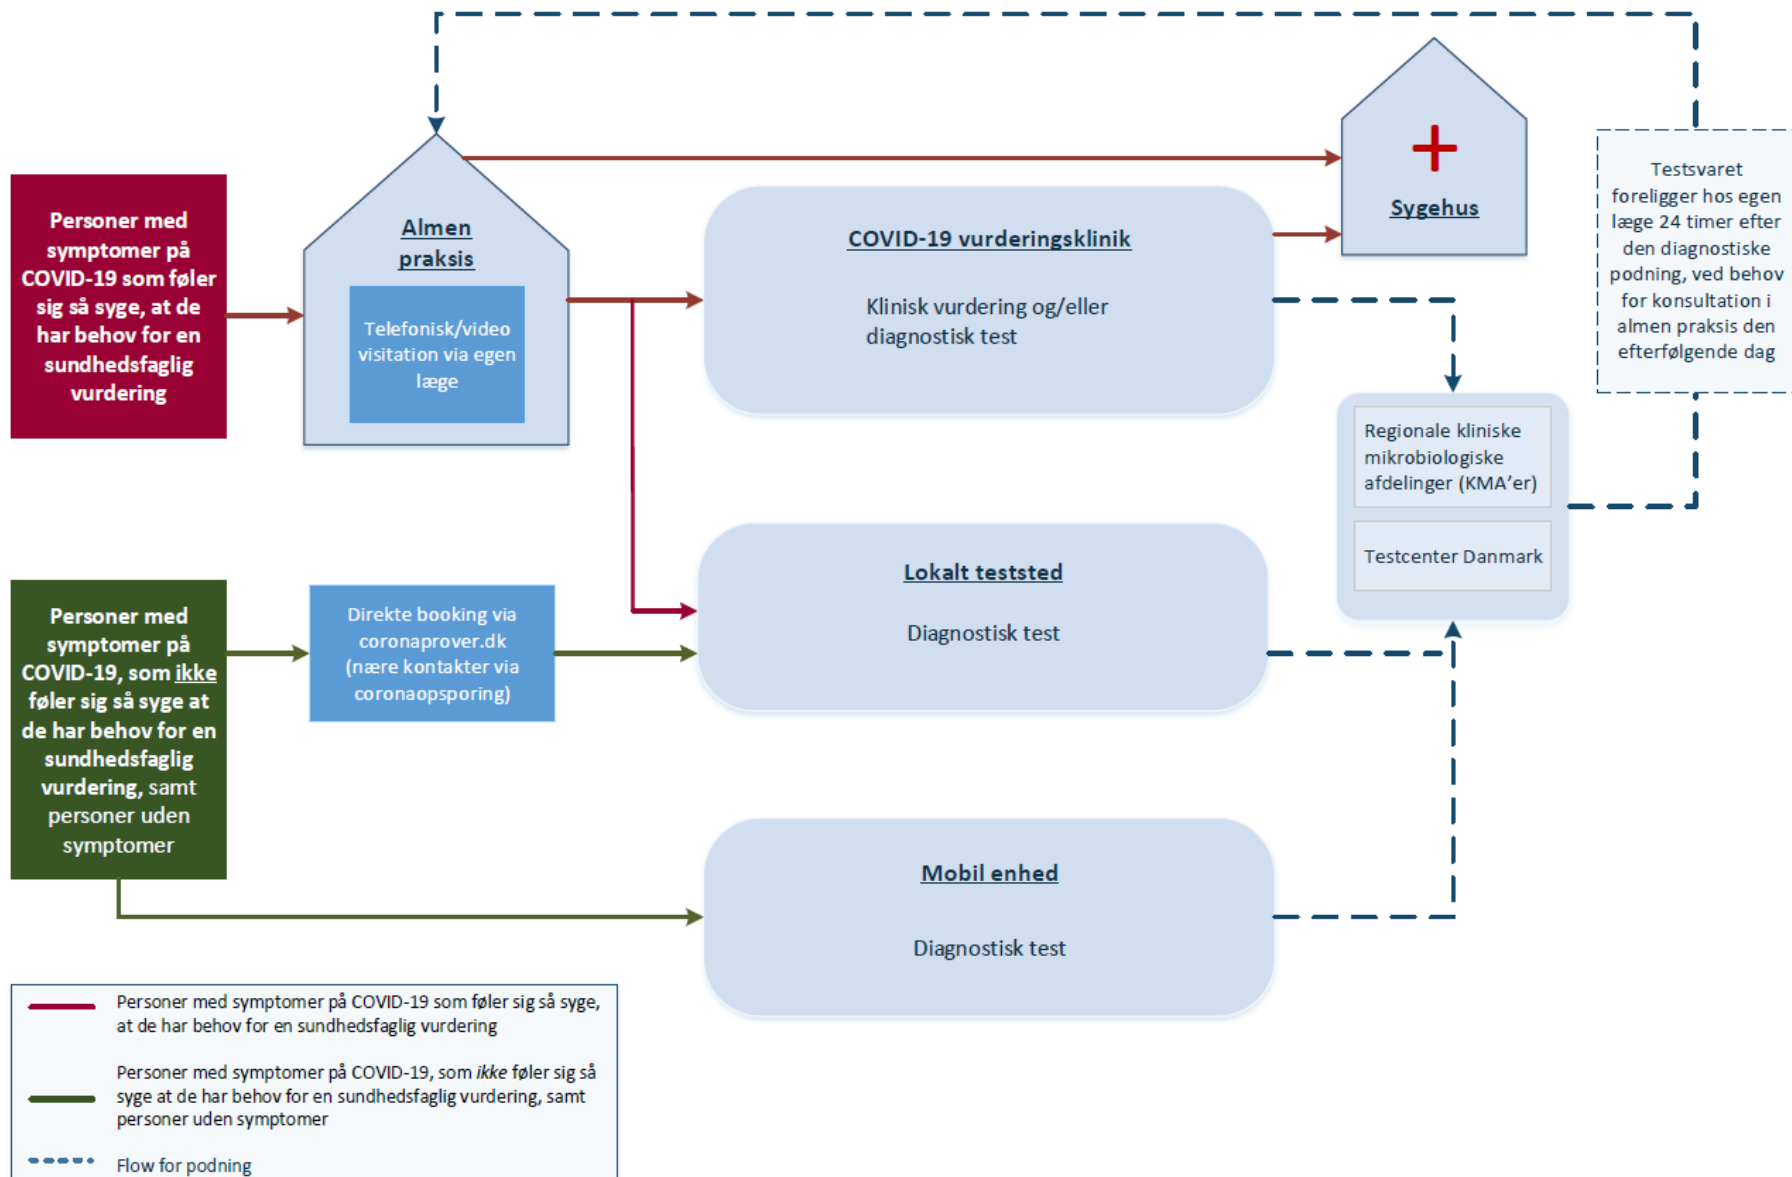 Personer med
symptomer på
COVID-19 som føler
sig så syge, at de
har behov for en
sundhedsfaglig
vurdering
Almen
praksis
Telefonisk/video
visitation via egen
læge
COVID-19 vurderingsklinik
Klinisk vurdering og/eller
diagnostisk test
Sygehus
Testsvaret
foreligger hos egen
læge 24 timer efter
den diagnostiske
podning, ved behov
for konsultation i
almen praksis den
efterfølgende dag
Regionale kliniske
mikrobiologiske
afdelinger (KMA'er)
Testcenter Danmark
Personer med
symptomer på
COVID-19, som ikke
føler sig så syge at
de har behov for en
sundhedsfaglig
vurdering, samt
personer uden
symptomer
Direkte booking via
coronaprover.dk
(nære kontakter via
coronaopsporing)
Lokalt teststed
Diagnostisk test
Mobil enhed
Diagnostisk test
Personer med symptomer på COVID-19 som føler sig så syge,
at de har behov for en sundhedsfaglig vurdering
Personer med symptomer på COVID-19, som ikke føler sig så
syge at de har behov for en sundhedsfaglig vurdering, samt
personer uden symptomer
Flow for podning